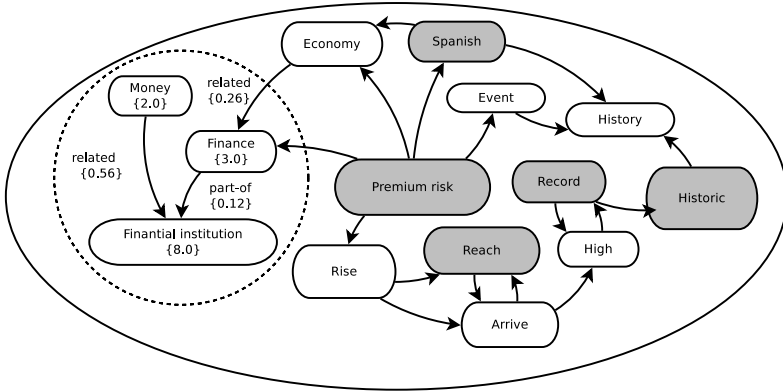 Economy
Spanish
related
{0.26}
Money
{2.0}
Event
History
Finance
{3.0}
related
{0.56}
Premium risk
Record
Historic
part-of
{0.12}
Finantial institution
{8.0}
Reach
High
Rise
Arrive